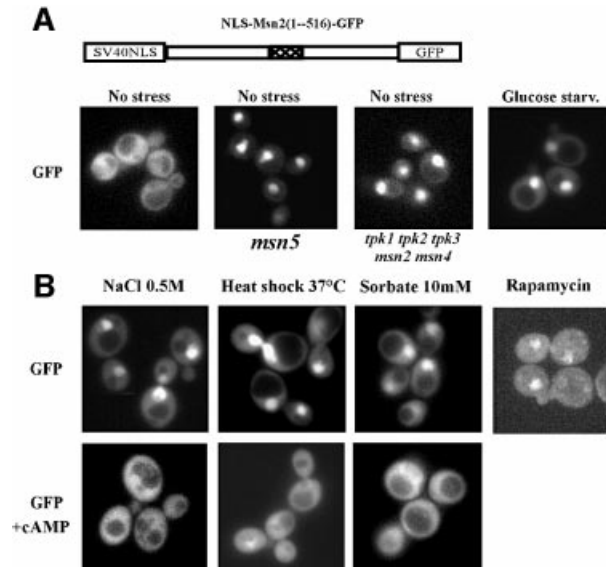 A
NLS-Msn2(1--516)-GFP
SV40NLS GFP
No stress No stress No stress Glucose starv.
GFP
msn5 tpk1 tpk2 tpk3
msn2 msn4
B
NaCl 0.5M Heat shock 37°C Sorbate 10mM Rapamycin
GFP
GFP
+cAMP